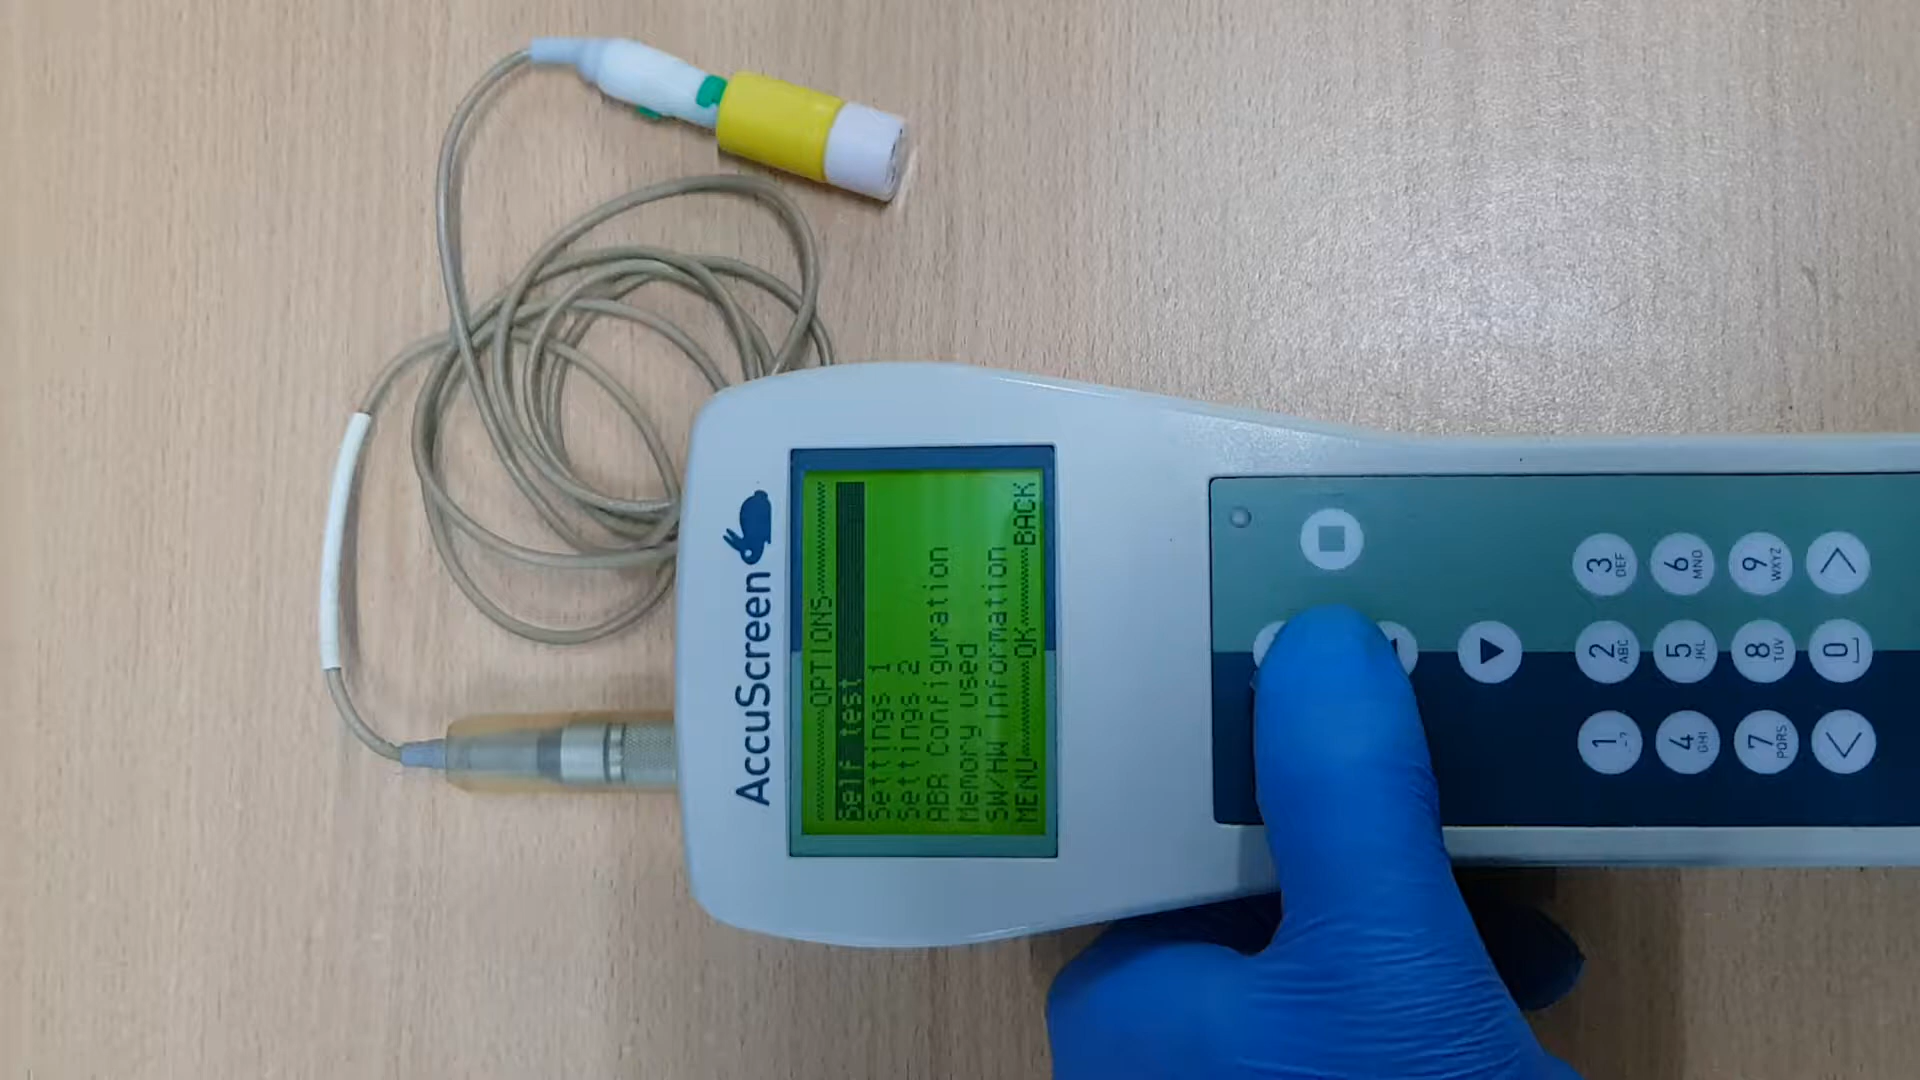 AccuScreen
OPTIONS
Self test
Settings 1
Settings 2
ABR Configuration
Memory used
SW/HW Information
MENU OK BACK
1 -?
2 ABC
3 DEF
4 GHI
5 JKL
6 MNO
7 PQRS
8 TUV
9 WXYZ
0